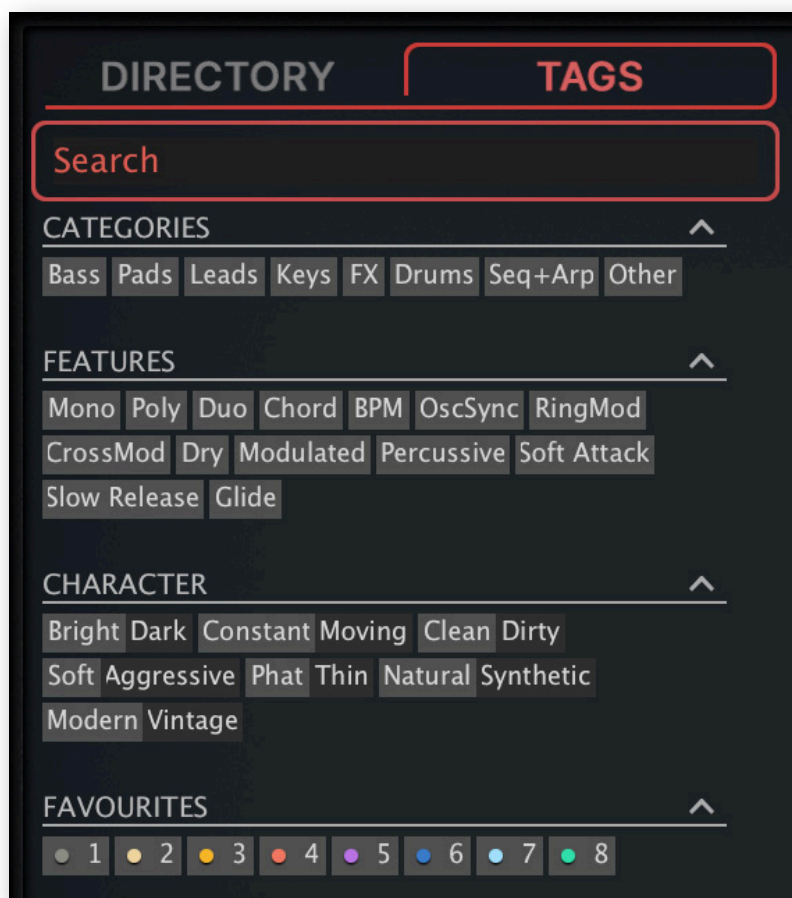 DIRECTORY TAGS
Search
CATEGORIES
Bass Pads Leads Keys FX Drums Seq+Arp Other
FEATURES
Mono Poly Duo Chord BPM OscSync RingMod
CrossMod Dry Modulated Percussive Soft Attack
Slow Release Glide
CHARACTER
Bright Dark Constant Moving Clean Dirty
Soft Aggressive Phat Thin Natural Synthetic
Modern Vintage
FAVOURITES
1 2 3 4 5 6 7 8